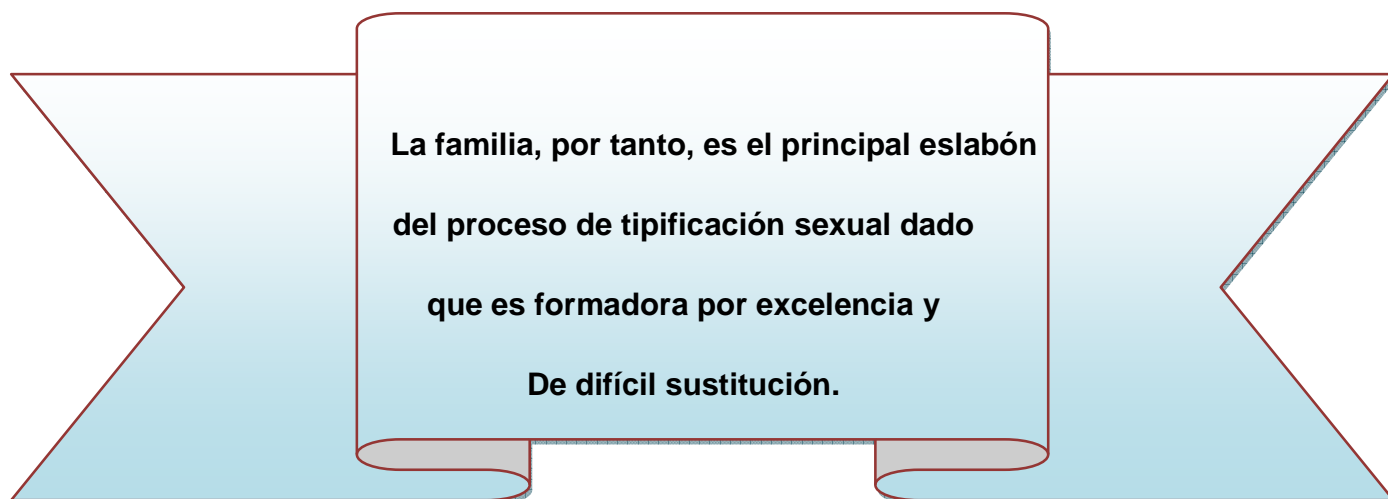 La familia, por tanto, es el principal eslabón
del proceso de tipificación sexual dado
que es formadora por excelencia y
De difícil sustitución.